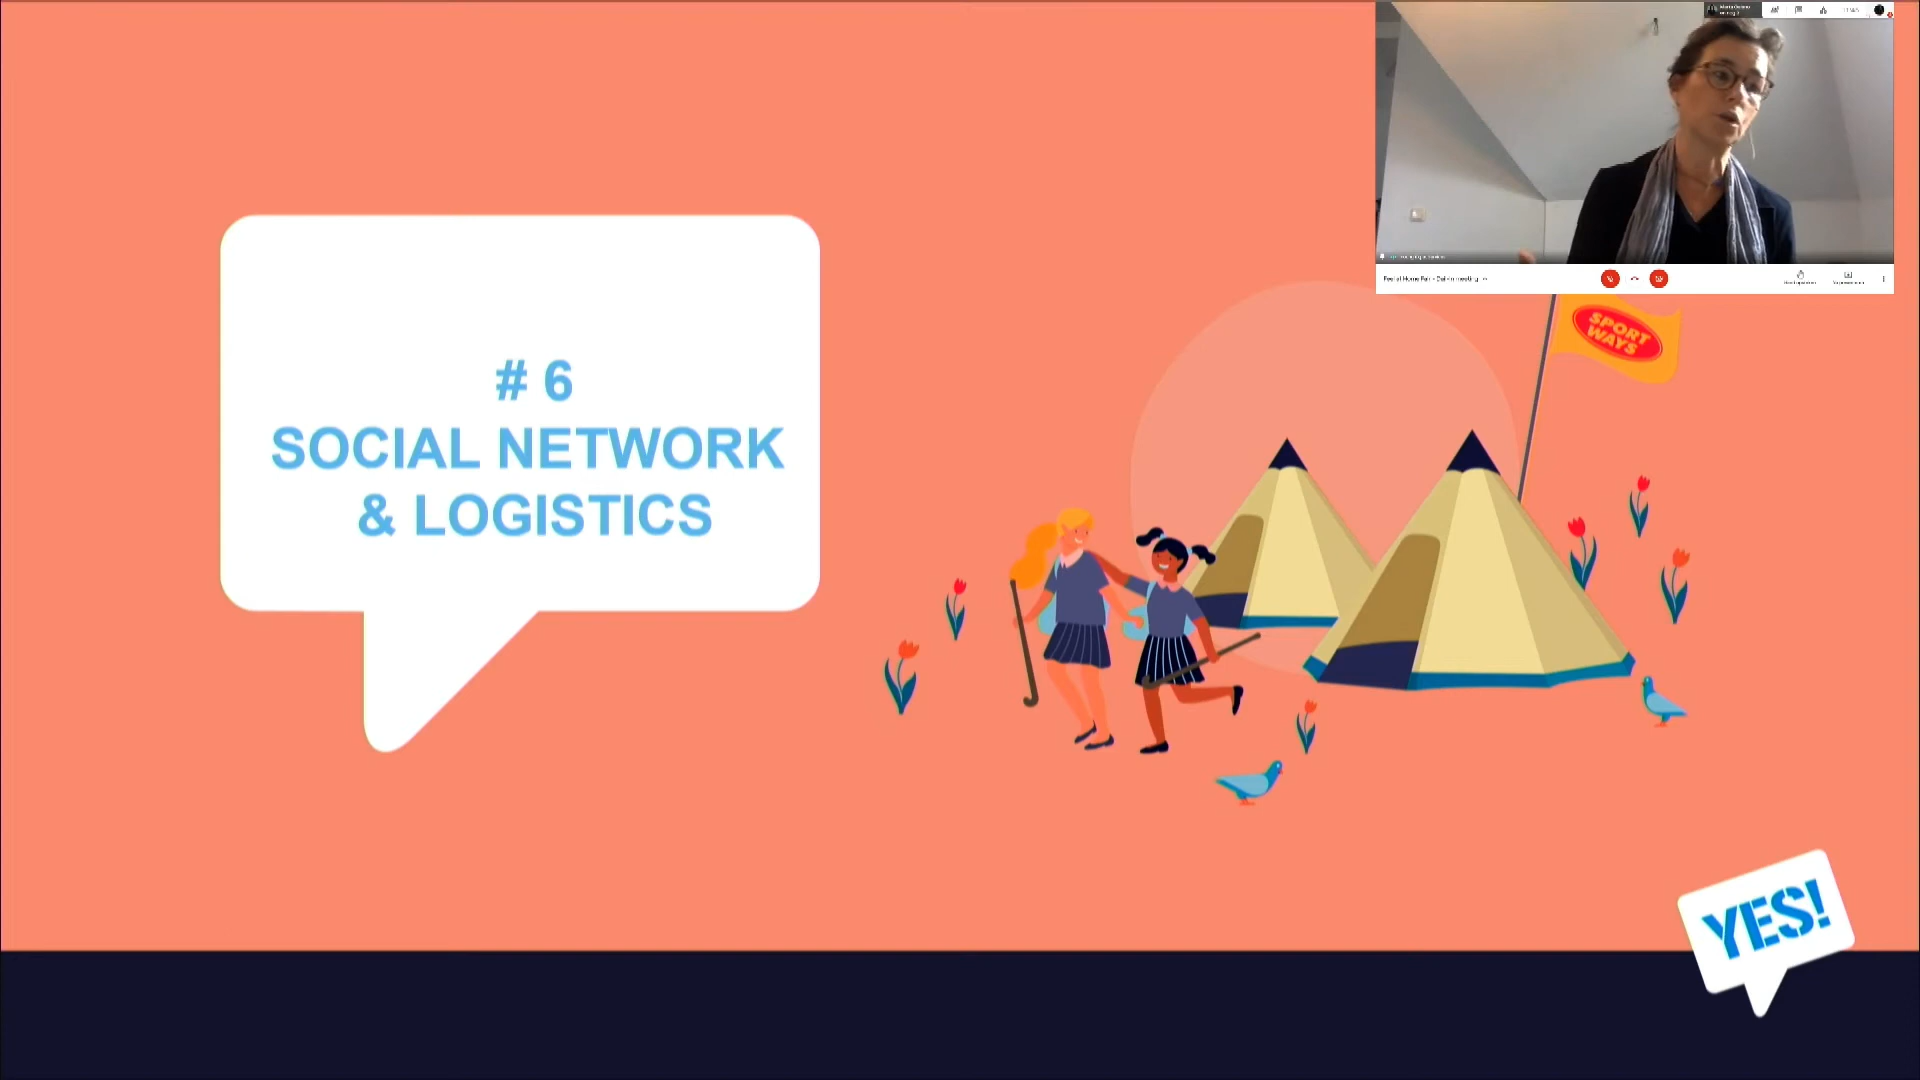 # 6
SOCIAL NETWORK
& LOGISTICS
SPORT
WAYS
YES!